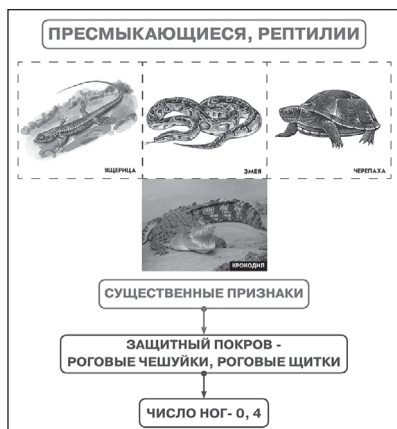 ПРЕСМЫКАЮЩИЕСЯ, РЕПТИЛИИ
ЯЩЕРИЦА
ЗМЕЯ
ЧЕРЕПАХА
КРОКОДИЛ
СУЩЕСТВЕННЫЕ ПРИЗНАКИ
ЗАЩИТНЫЙ ПОКРОВ -
РОГОВЫЕ ЧЕШУЙКИ, РОГОВЫЕ ЩИТКИ
ЧИСЛО НОГ- 0, 4